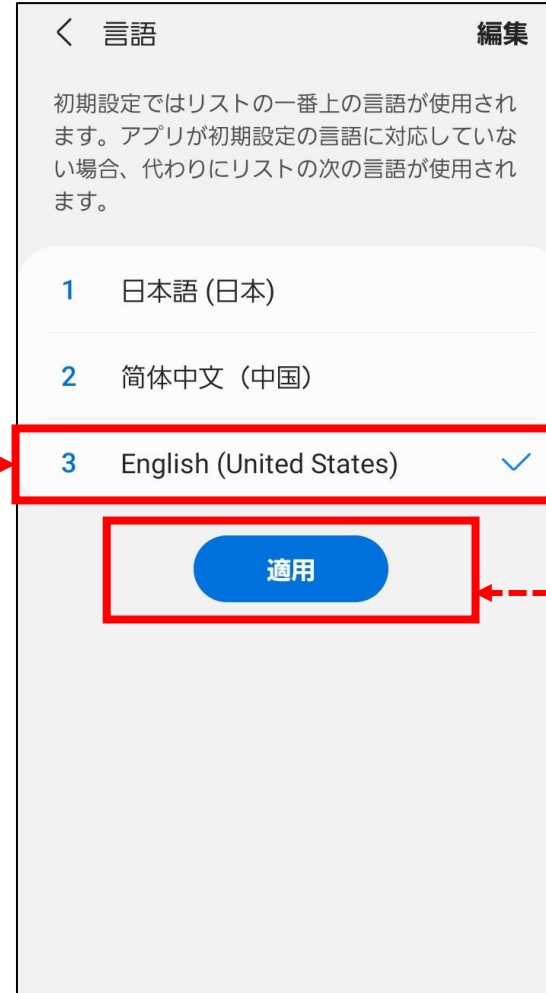 言語 編集
初期設定ではリストの一番上の言語が使用され
ます。アプリが初期設定の言語に対応していな
い場合、代わりにリストの次の言語が使用され
ます。
1 日本語 (日本)
2 简体中文（中国）
3 English (United States)
適用